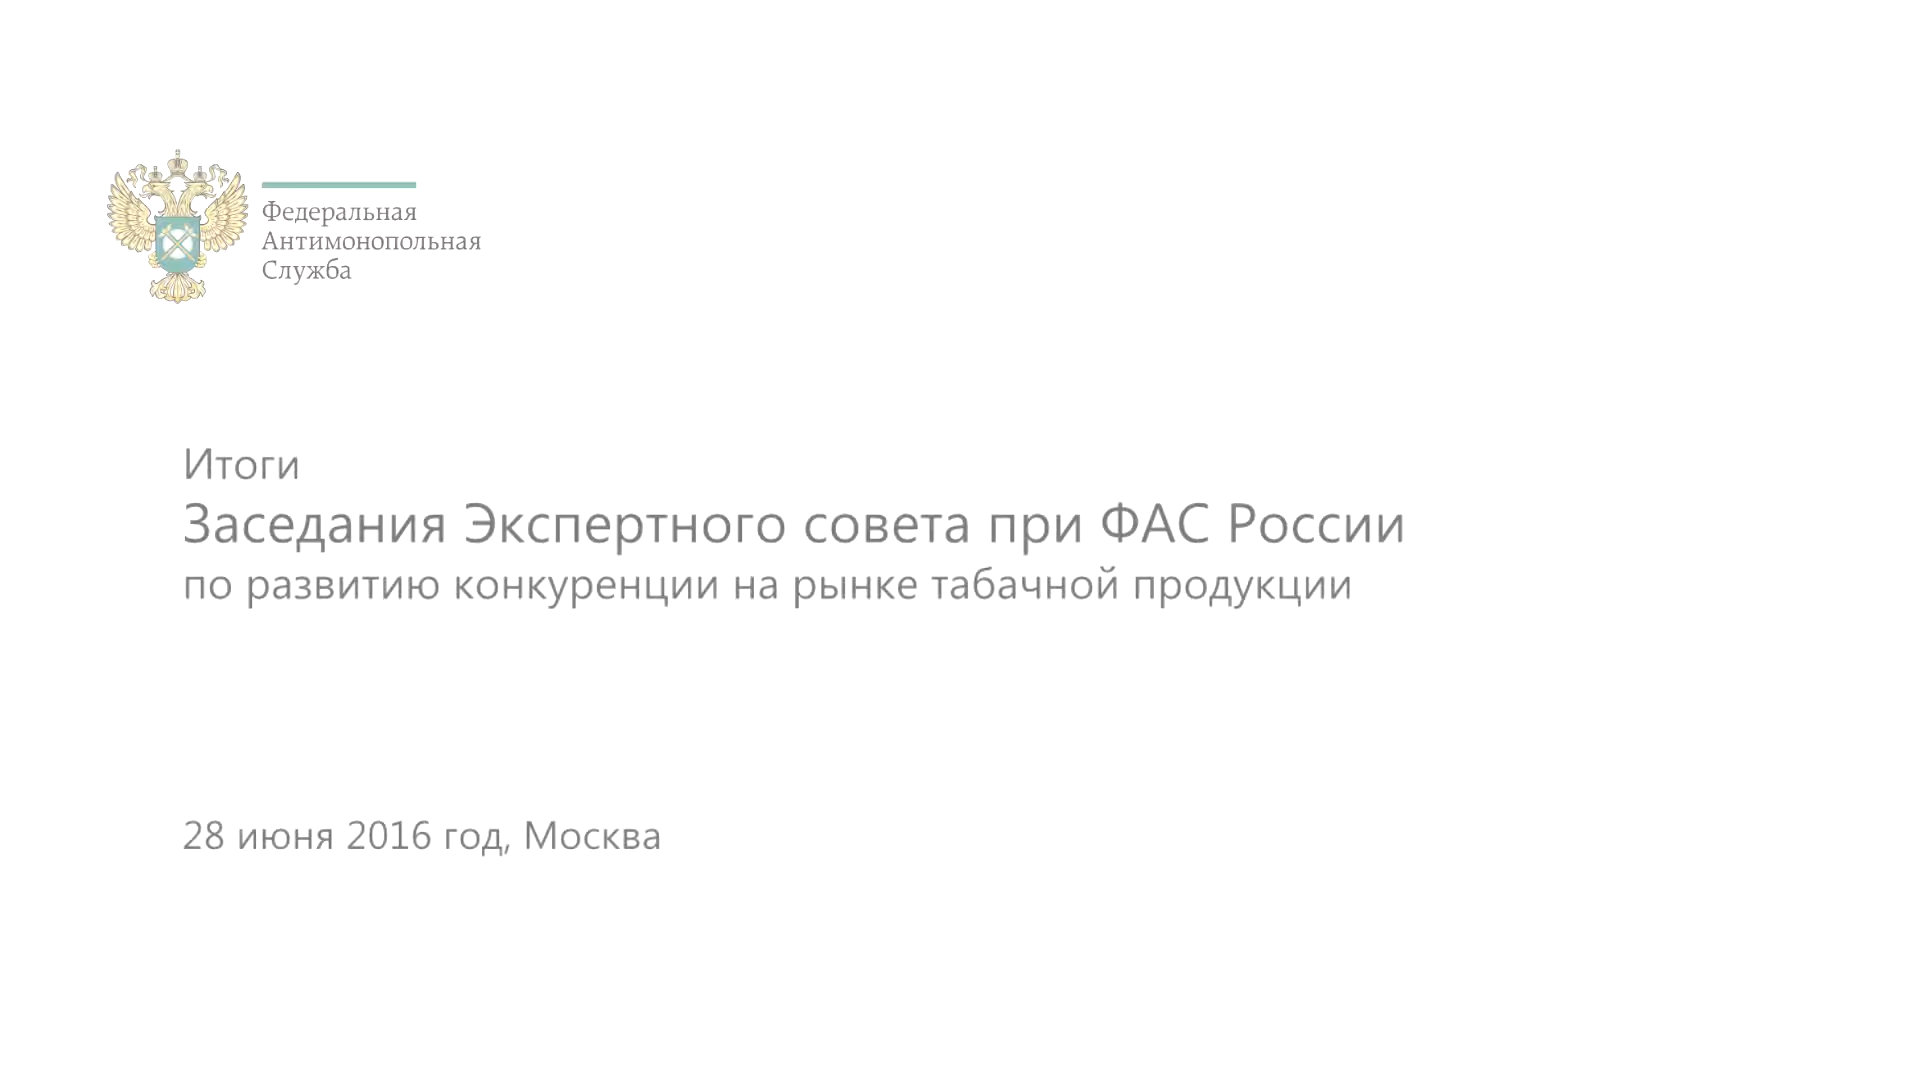 Федеральная
Антимонопольная
Служба
Итоги
Заседания Экспертного совета при ФАС России
по развитию конкуренции на рынке табачной продукции
28 июня 2016 год, Москва